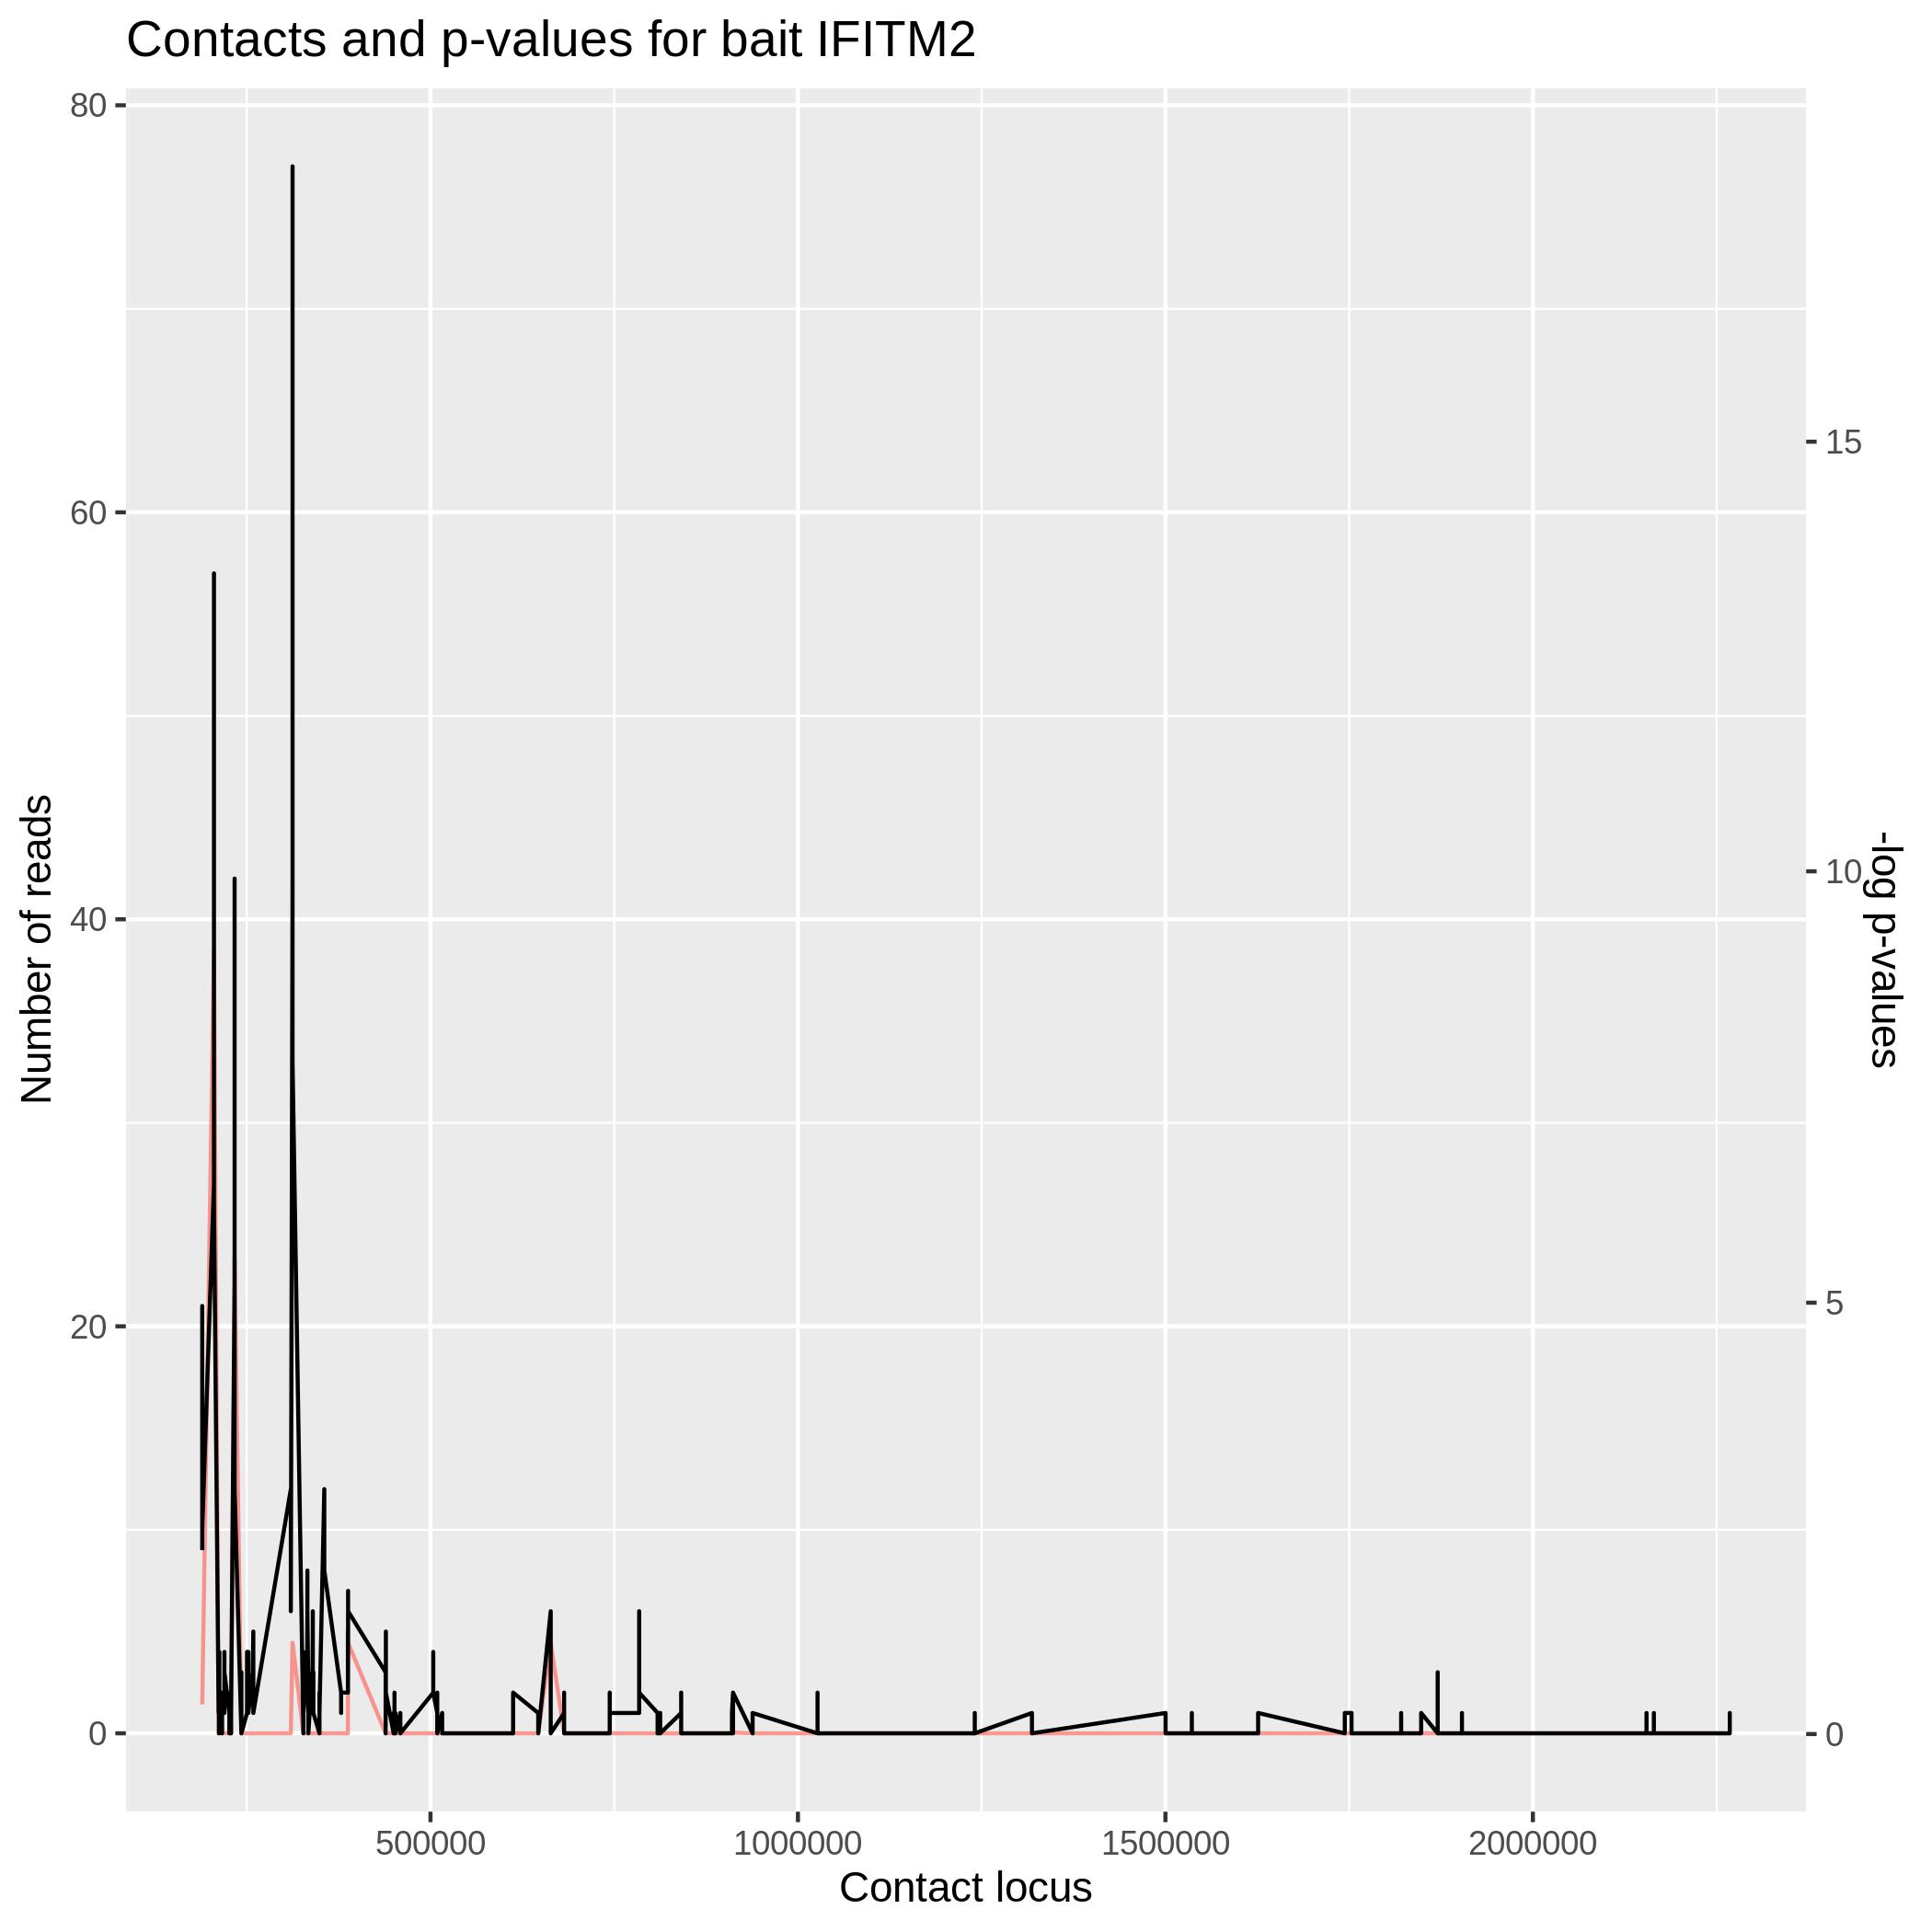 Contacts and p-values for bait IFITM2
80
60
40
20
0
Number of reads
15
10
5
0
-log p-values
500000 1000000 1500000 2000000
Contact locus